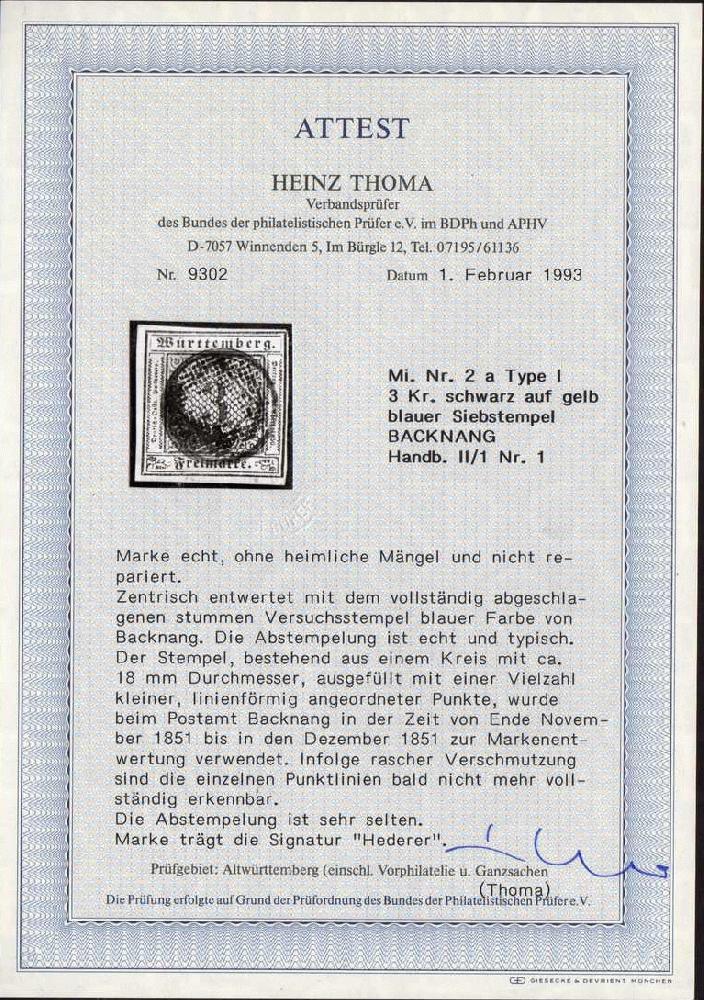 ATTEST
HEINZ THOMA
Verbandsprüfer
des Bundes der philatelistischen Prüfer e.V. im BDPh und APHV
D-7057 Winnenden 5, Im Bürgle 12, Tel. 07195/61136
Nr. 9302 Datum 1. Februar 1993
Württemberg.
Freimarke.
Mi. Nr. 2 a Type I
3 Kr. schwarz auf gelb
blauer Siebstempel
BACKNANG
Handb. II/1 Nr. 1
Marke echt, ohne heimliche Mängel und nicht re-
pariert.
Zentrisch entwertet mit dem vollständig abgeschla-
genen stummen Versuchsstempel blauer Farbe von
Backnang. Die Abstempelung ist echt und typisch.
Der Stempel, bestehend aus einem Kreis mit ca.
18 mm Durchmesser, ausgefüllt mit einer Vielzahl
kleiner, linienförmig angeordneter Punkte, wurde
beim Postamt Backnang in der Zeit von Ende Novem-
ber 1851 bis in den Dezember 1851 zur Markenent-
wertung verwendet. Infolge rascher Verschmutzung
sind die einzelnen Punktlinien bald nicht mehr voll-
ständig erkennbar.
Die Abstempelung ist sehr selten.
Marke trägt die Signatur "Hederer".
Prüfgebiet: Altwürttemberg (einschl. Vorphilatelie u. Ganzsachen
(Thoma)
Die Prüfung erfolgte auf Grund der Prüfordnung des Bundes der Philatelistischen Prüfer e.V.
GIESECKE & DEVRIENT MÜNCHEN